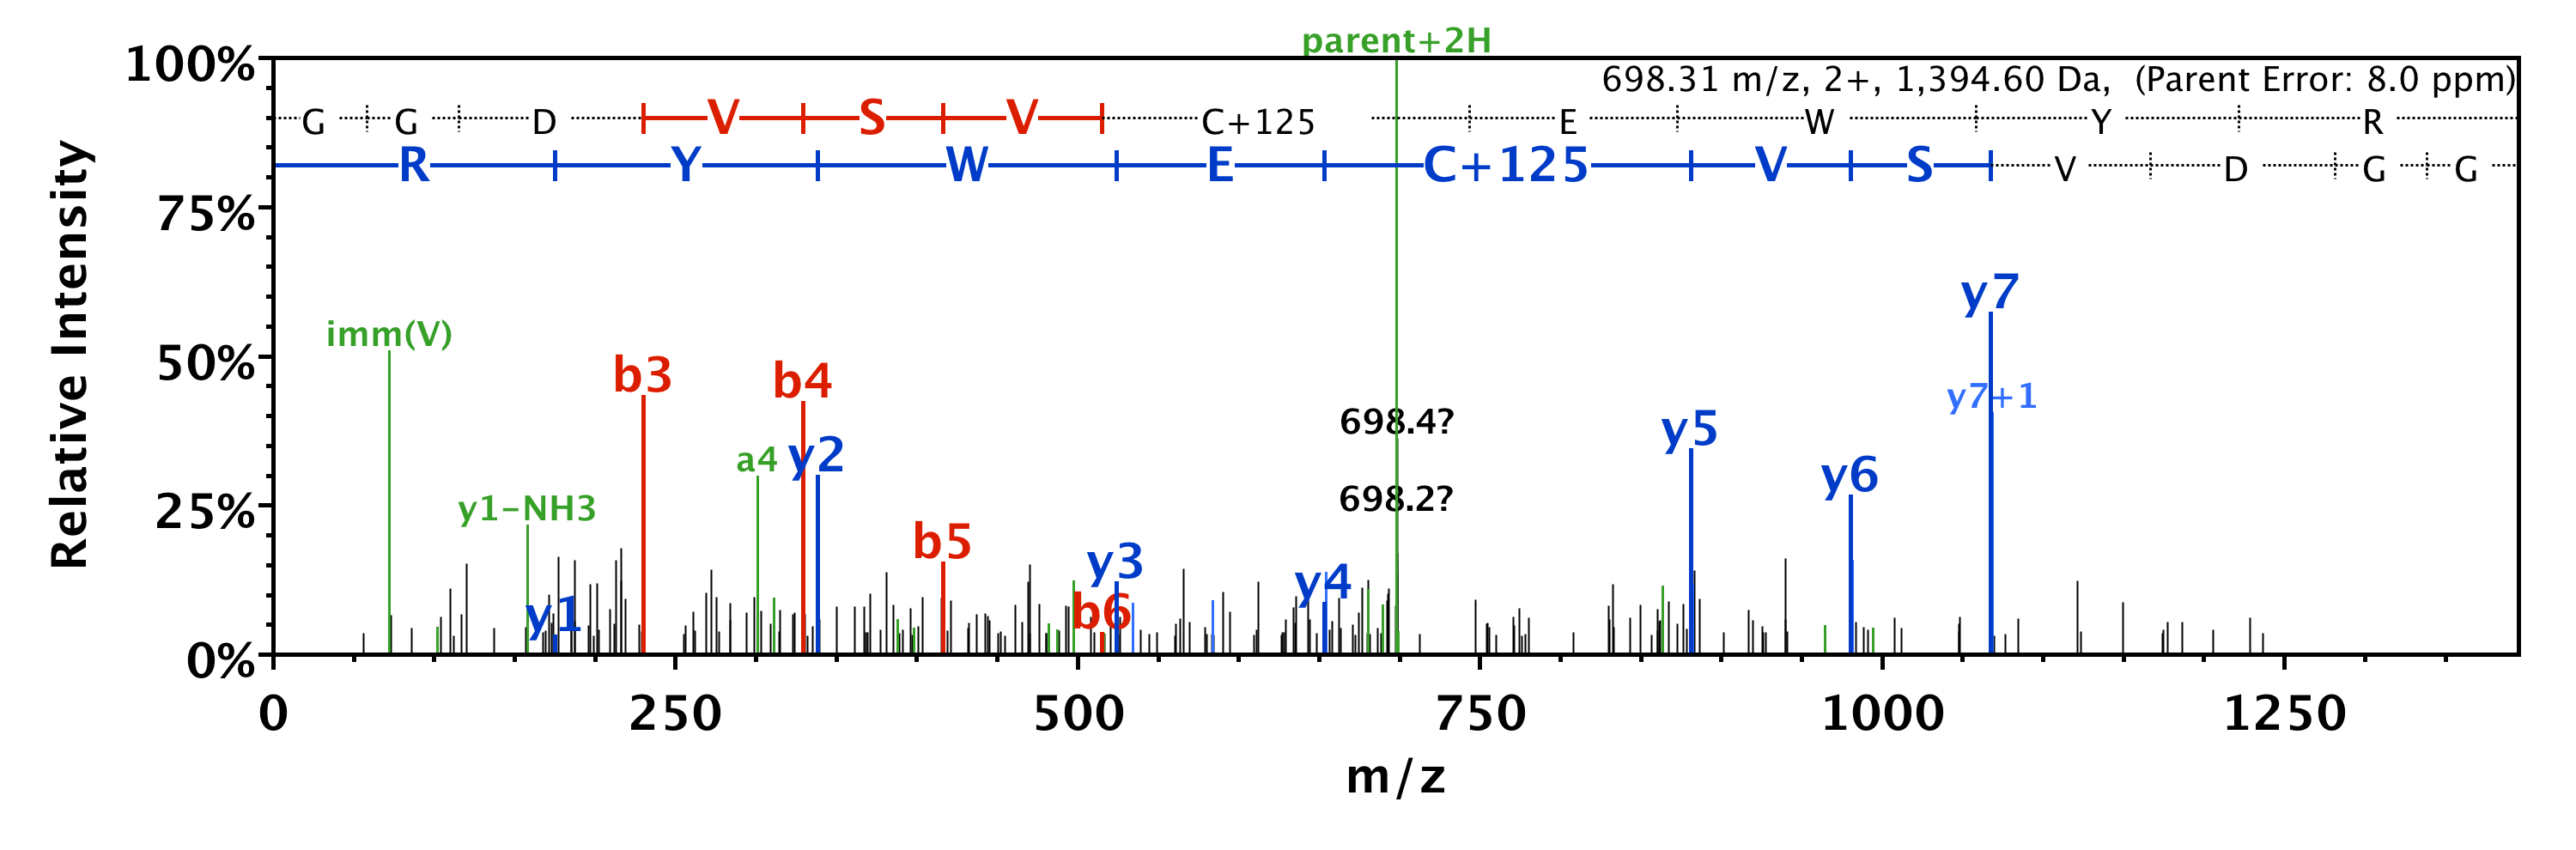 parent+2H
100%
698.31 m/z, 2+, 1,394.60 Da, (Parent Error: 8.0 ppm)
G G D V S V C+125 E W Y R
R Y W E C+125 V S V D G G
75%
Relative Intensity
y7
imm(V)
50%
b3
b4
y7+1
698.4?
y5
a4
y2
y6
25%
y1-NH3
698.2?
b5
y3
y4
y1
b6
0%
0 250 500 750 1000 1250
m/z